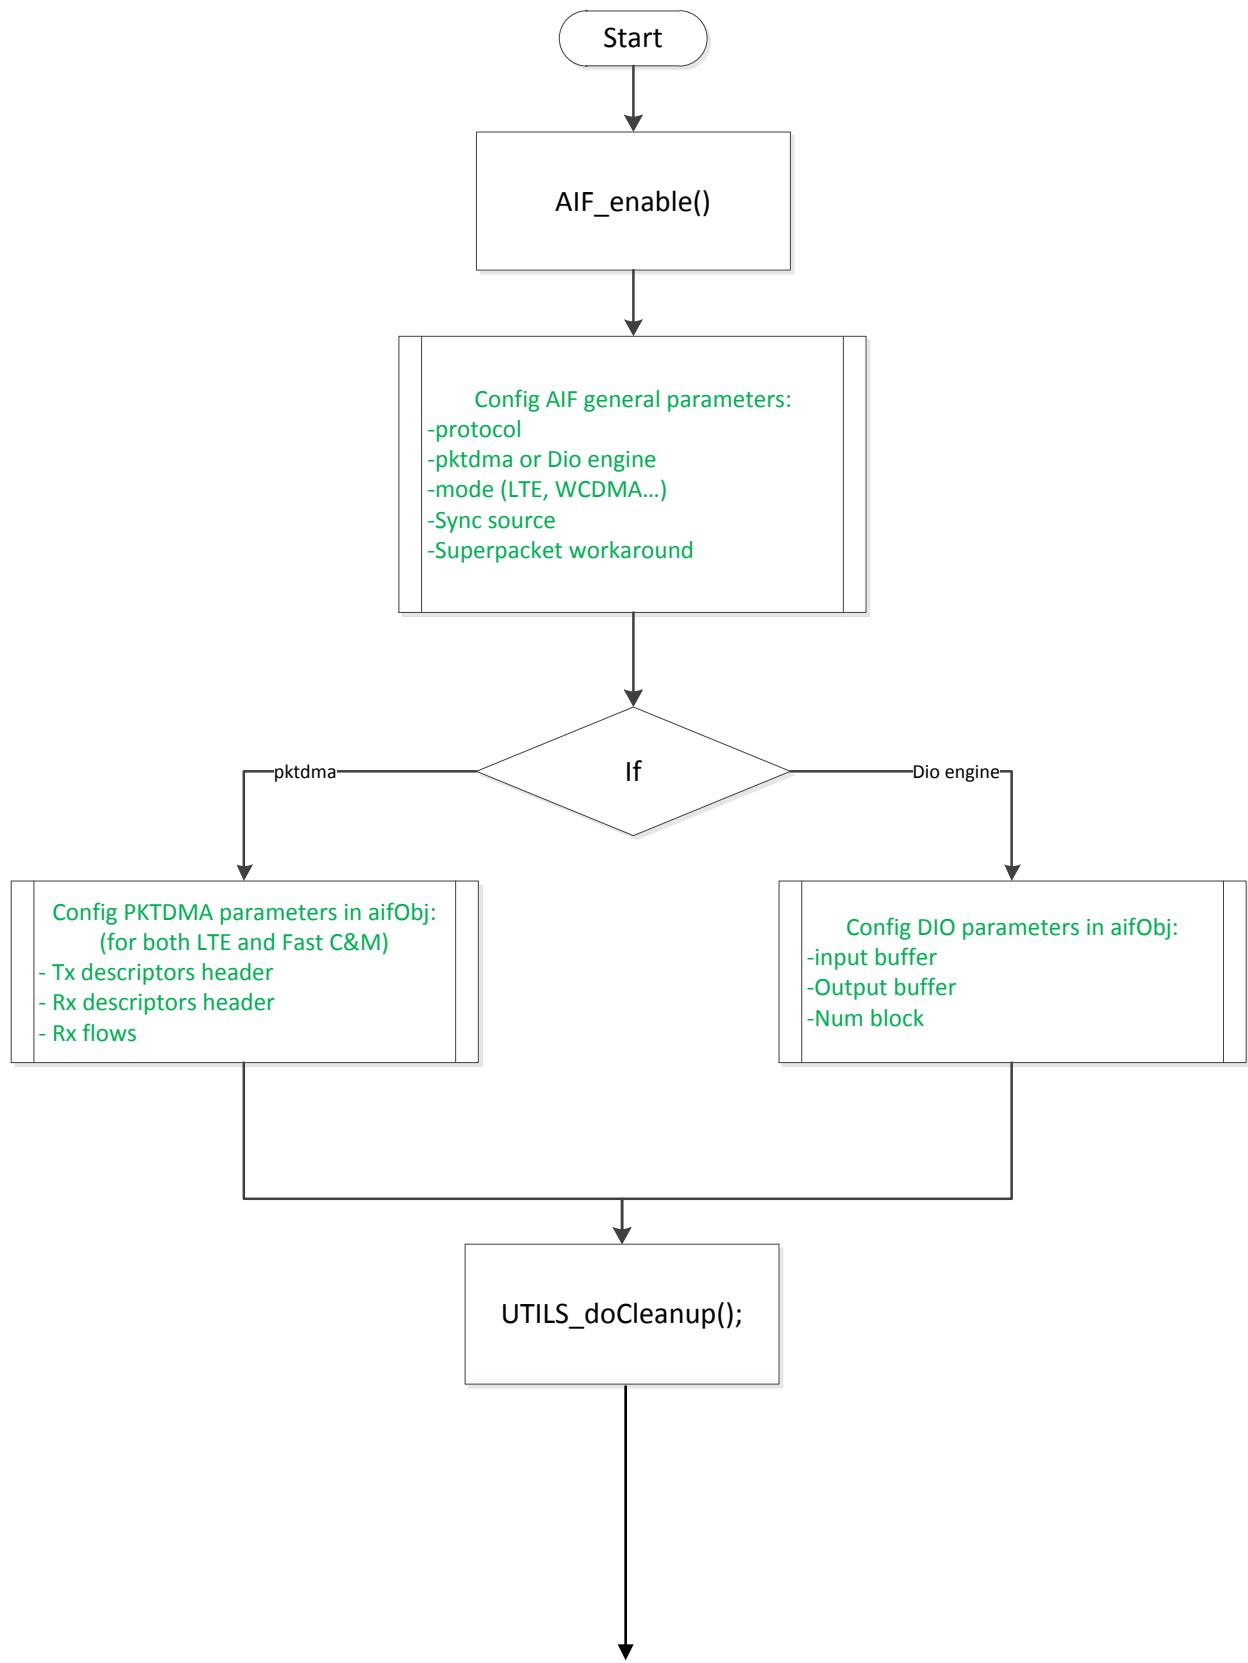 Start
AIF_enable()
Config AIF general parameters:
-protocol
-pktdma or Dio engine
-mode (LTE, WCDMA…)
-Sync source
-Superpacket workaround
If
pktdma
Dio engine
Config PKTDMA parameters in aifObj:
(for both LTE and Fast C&M)
- Tx descriptors header
- Rx descriptors header
- Rx flows
Config DIO parameters in aifObj:
-input buffer
-Output buffer
-Num block
UTILS_doCleanup();